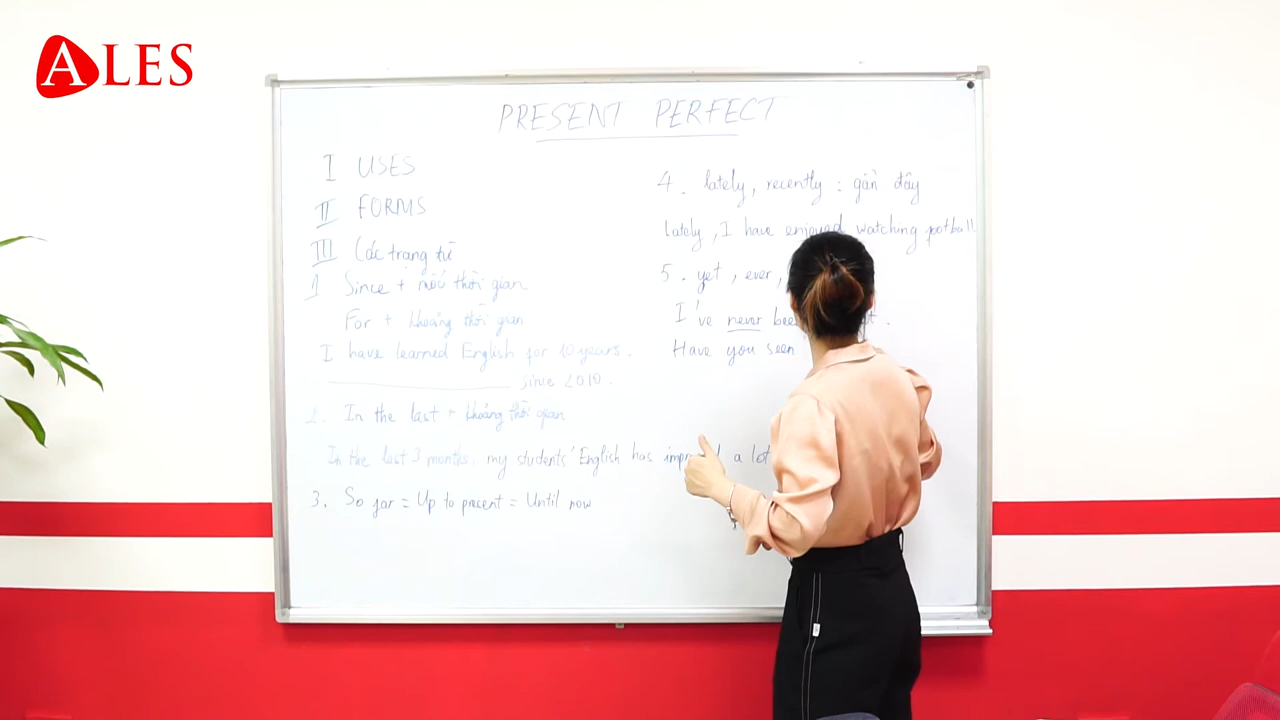 ALES
PRESENT PERFECT
I USES
II FORMS
III Các trạng từ
1 Since + mốc thời gian
For + khoảng thời gian
I have learned English for 10 years.
since 2010.
2. In the last + khoảng thời gian
In the last 3 months, my students' English has a lot
3. So far = Up to present = Until now
4. lately, recently : gần đây
Lately, I have enjoyed watching football
5. yet, ever,
I've never
Have you seen